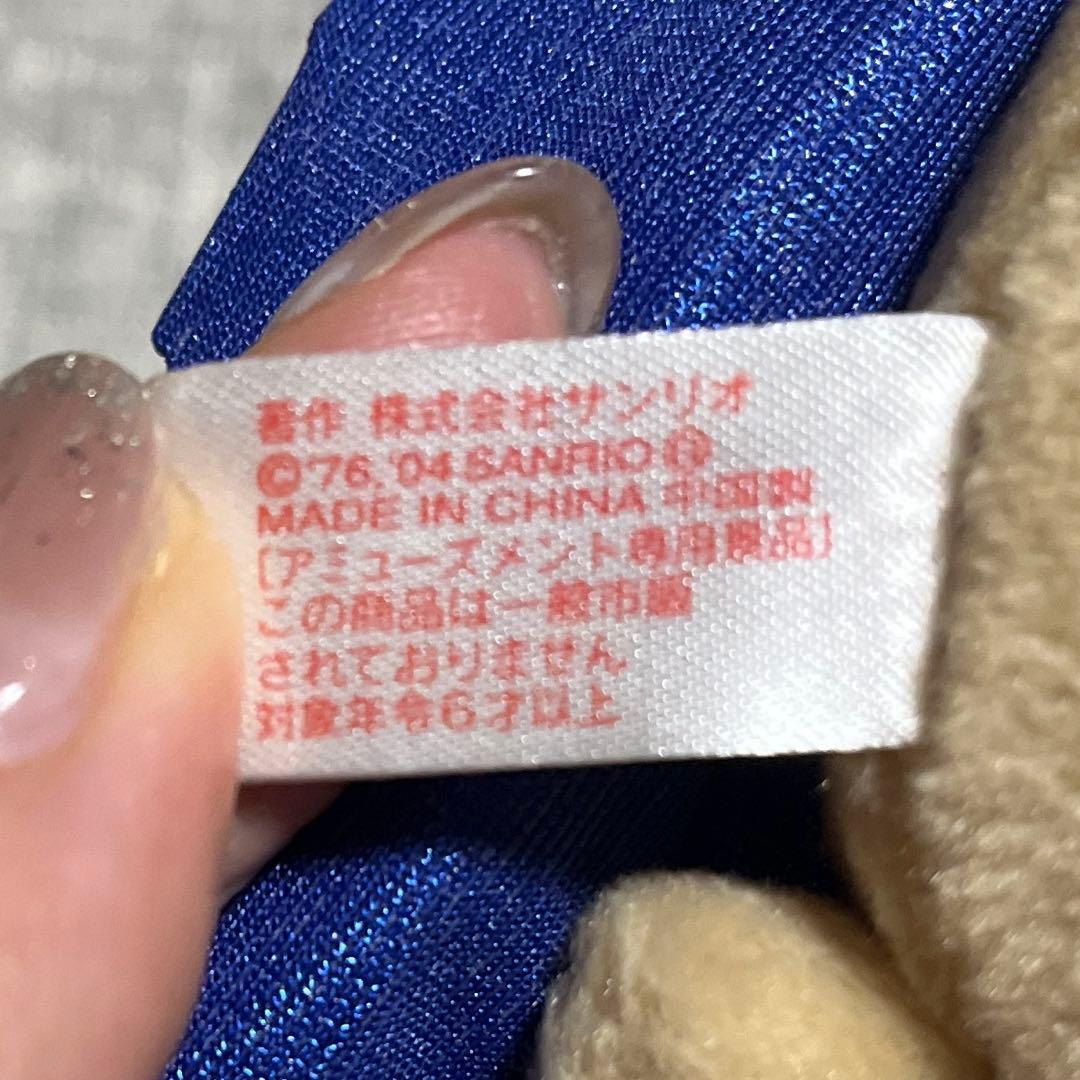 著作 株式会社サンリオ
©'76, '04 SANRIO
MADE IN CHINA 中国製
[アミューズメント専用景品]
この商品は一般市販
されておりません
対象年令6才以上